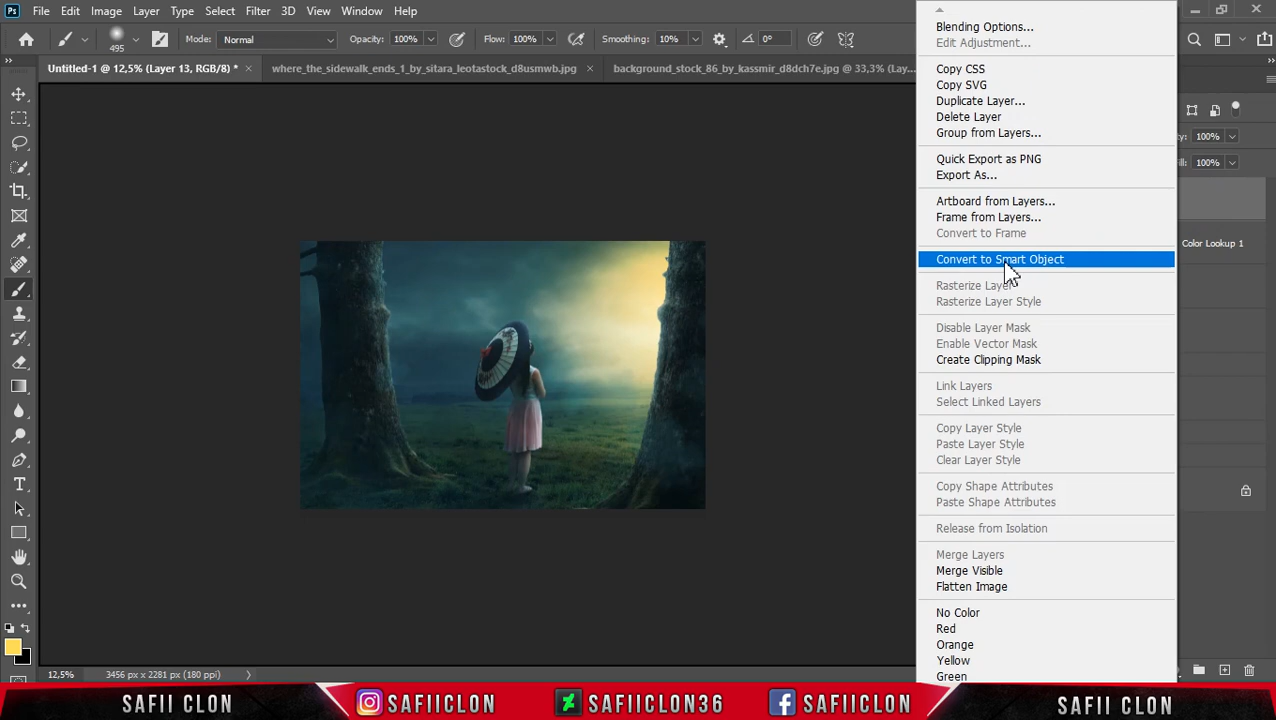 Ps File Edit Image Layer Type Select Filter 3D View Window Help
495 Mode: Normal Opacity: 100% Flow: 100% Smoothing: 10% 0°
Untitled-1 @ 12,5% (Layer 13, RGB/8) * × where_the_sidewalk_ends_1_by_sitara_leotastock_d8usmwb.jpg × background_stock_86_by_kassmir_d8dch7e.jpg @ 33,3% (Lay...
Blending Options...
Edit Adjustment...
Copy CSS
Copy SVG
Duplicate Layer...
Delete Layer
Group from Layers...
Quick Export as PNG
Export As...
Artboard from Layers...
Frame from Layers...
Convert to Frame
Convert to Smart Object
Rasterize Layer
Rasterize Layer Style
Disable Layer Mask
Enable Vector Mask
Create Clipping Mask
Link Layers
Select Linked Layers
Copy Layer Style
Paste Layer Style
Clear Layer Style
Copy Shape Attributes
Paste Shape Attributes
Release from Isolation
Merge Layers
Merge Visible
Flatten Image
No Color
Red
Orange
Yellow
Green
100%
100%
Color Lookup 1
12,5% 3456 px x 2281 px (180 ppi)
SAFII CLON SAFIICLON SAFIICLON36 SAFIICLON SAFII CLON